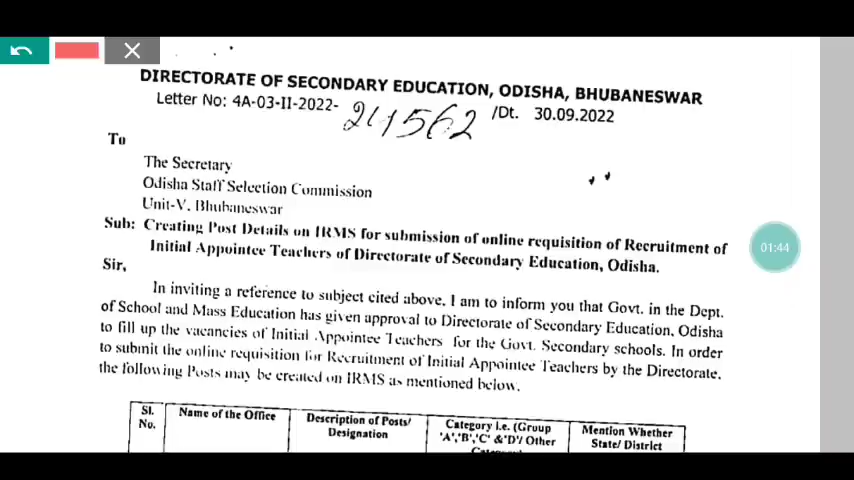 DIRECTORATE OF SECONDARY EDUCATION, ODISHA, BHUBANESWAR
Letter No: 4A-03-II-2022- 21562 /Dt. 30.09.2022
To
The Secretary
Odisha Staff Selection Commission
Unit-V, Bhubaneswar
Sub: Creating Post Details on IRMS for submission of online requisition of Recruitment of
Initial Appointee Teachers of Directorate of Secondary Education, Odisha.
01:44
Sir,
In inviting a reference to subject cited above, I am to inform you that Govt. in the Dept.
of School and Mass Education has given approval to Directorate of Secondary Education, Odisha
to fill up the vacancies of Initial Appointee Teachers for the Govt. Secondary schools. In order
to submit the online requisition for Recruitment of Initial Appointee Teachers by the Directorate,
the following Posts may be created on IRMS as mentioned below.
Sl. No.
Name of the Office
Description of Posts/ Designation
Category i.e. (Group 'A','B','C' &'D'/ Other
Mention Whether State/ District